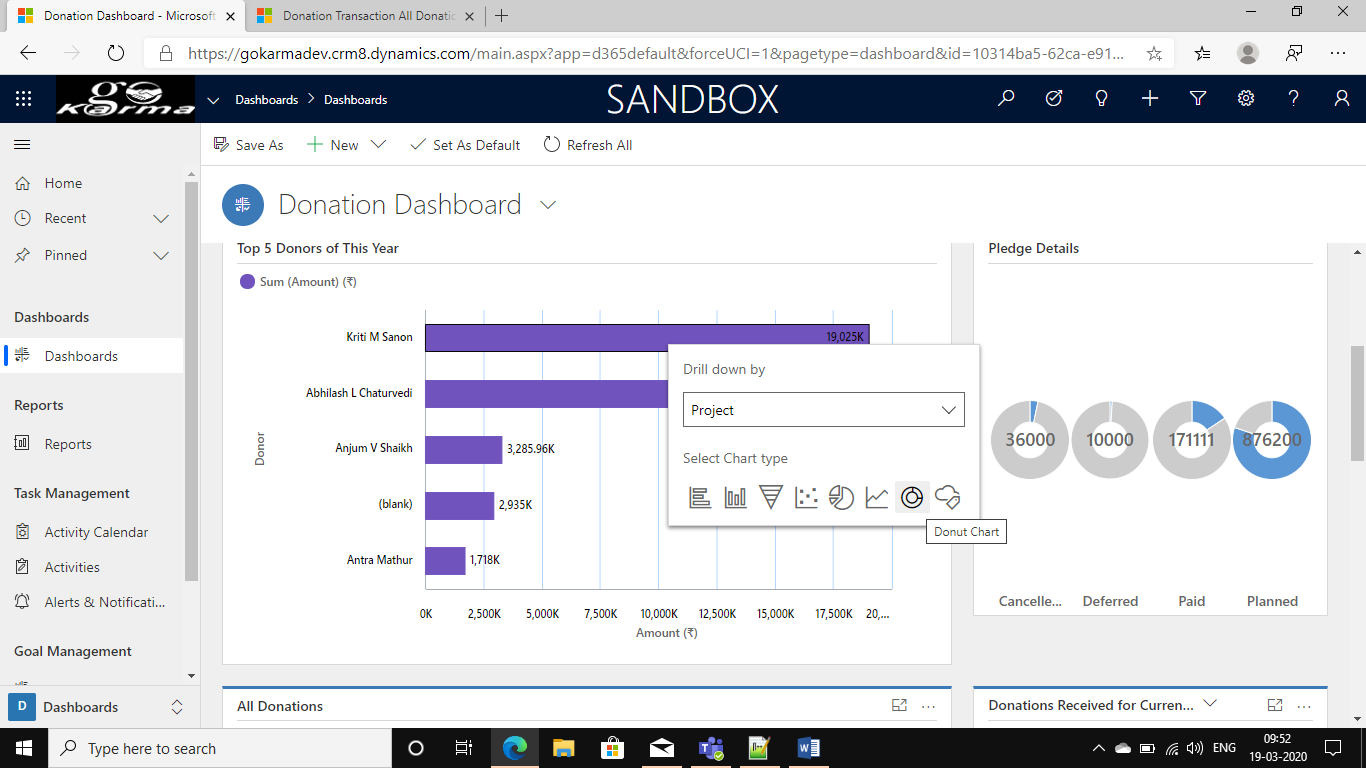 Donation Dashboard - Microsoft
Donation Transaction All Donatio
https://gokarmadev.crm8.dynamics.com/main.aspx?app=d365default&forceUCI=1&pagetype=dashboard&id=10314ba5-62ca-e91...
go karma
Dashboards > Dashboards
SANDBOX
Save As
New
Set As Default
Refresh All
Home
Recent
Pinned
Dashboards
Dashboards
Reports
Reports
Task Management
Activity Calendar
Activities
Alerts & Notificati...
Goal Management
D Dashboards
Donation Dashboard
Top 5 Donors of This Year
Sum (Amount) (₹)
Donor
Kriti M Sanon
19,025K
Abhilash L Chaturvedi
Anjum V Shaikh
3,285.96K
(blank)
2,935K
Antra Mathur
1,718K
0K 2,500K 5,000K 7,500K 10,000K 12,500K 15,000K 17,500K 20,...
Amount (₹)
Drill down by
Project
Select Chart type
Donut Chart
Pledge Details
36000 10000 171111 876200
Cancelle... Deferred Paid Planned
All Donations
Donations Received for Curren...
Type here to search
ENG
09:52
19-03-2020